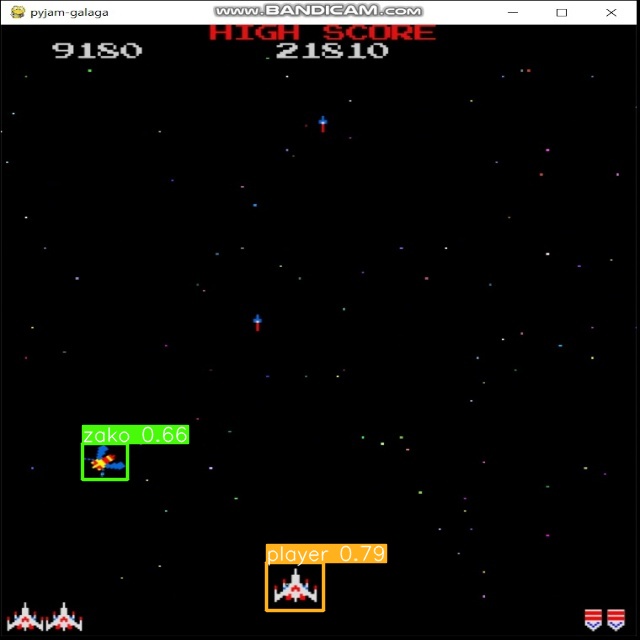 pyjam-galaga
www.BANDICAM.com
HIGH SCORE
9180 21810
zako 0.66
player 0.79